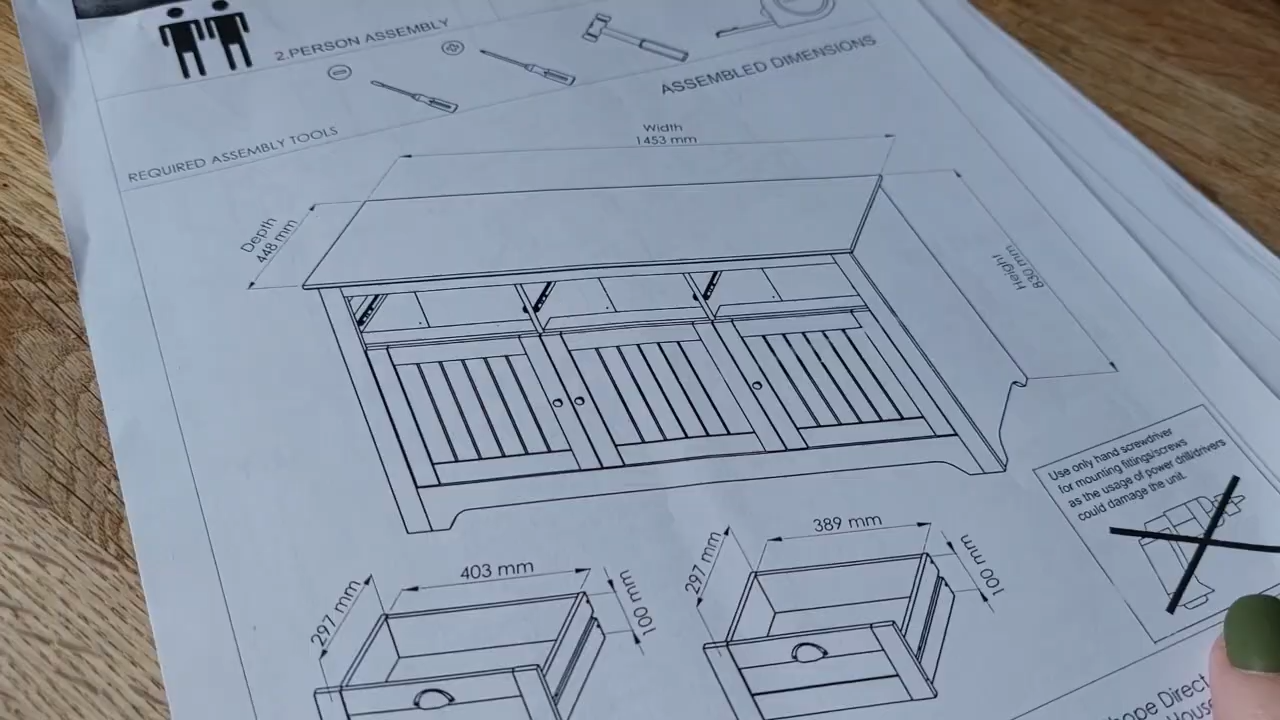 2.PERSON ASSEMBLY
REQUIRED ASSEMBLY TOOLS
ASSEMBLED DIMENSIONS
Width
1453 mm
Depth
448 mm
Height
830 mm
Use only hand screwdriver
for mounting fittings/screws
as the usage of power drill/drivers
could damage the unit.
297 mm
403 mm
100 mm
297 mm
389 mm
100 mm
Direct